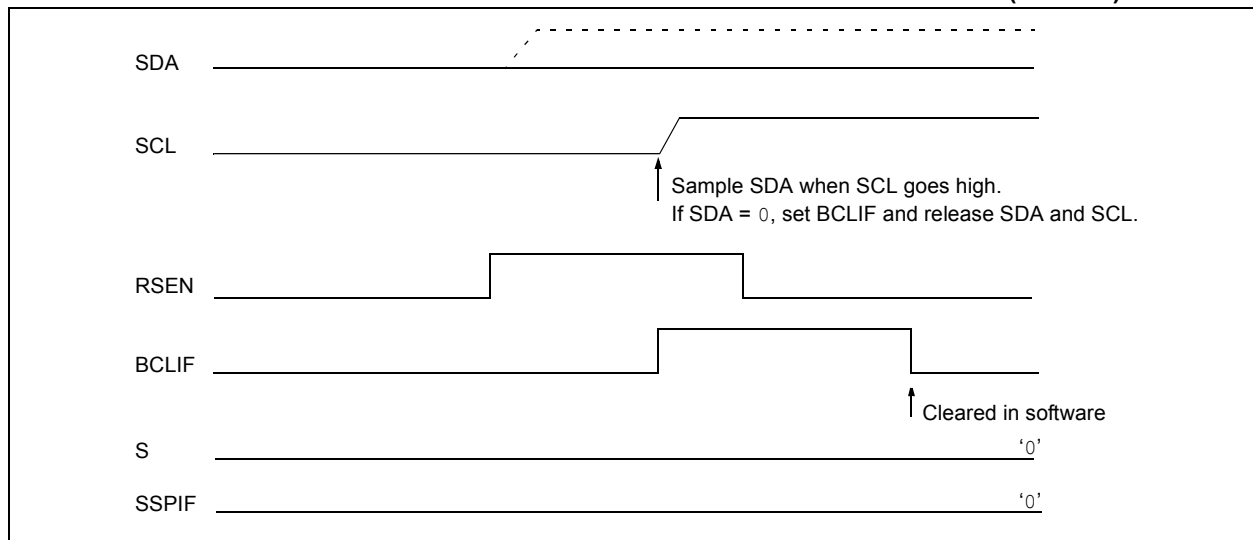 SDA
SCL
Sample SDA when SCL goes high.
If SDA = 0, set BCLIF and release SDA and SCL.
RSEN
BCLIF
Cleared in software
S
‘0’
SSPIF
‘0’